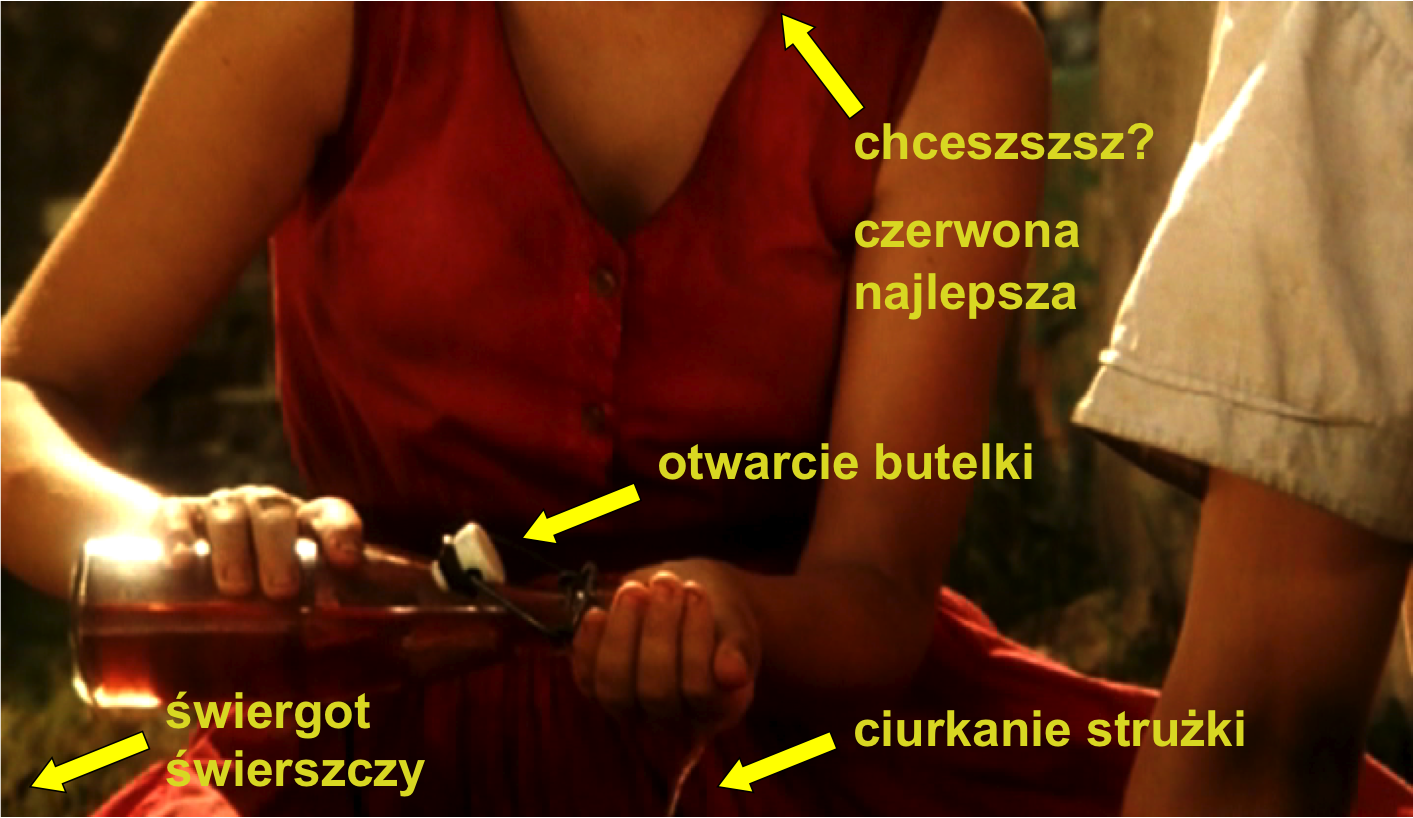 chceszszsz?
czerwona
najlepsza
otwarcie butelki
świergot
świerszczy
ciurkanie strużki